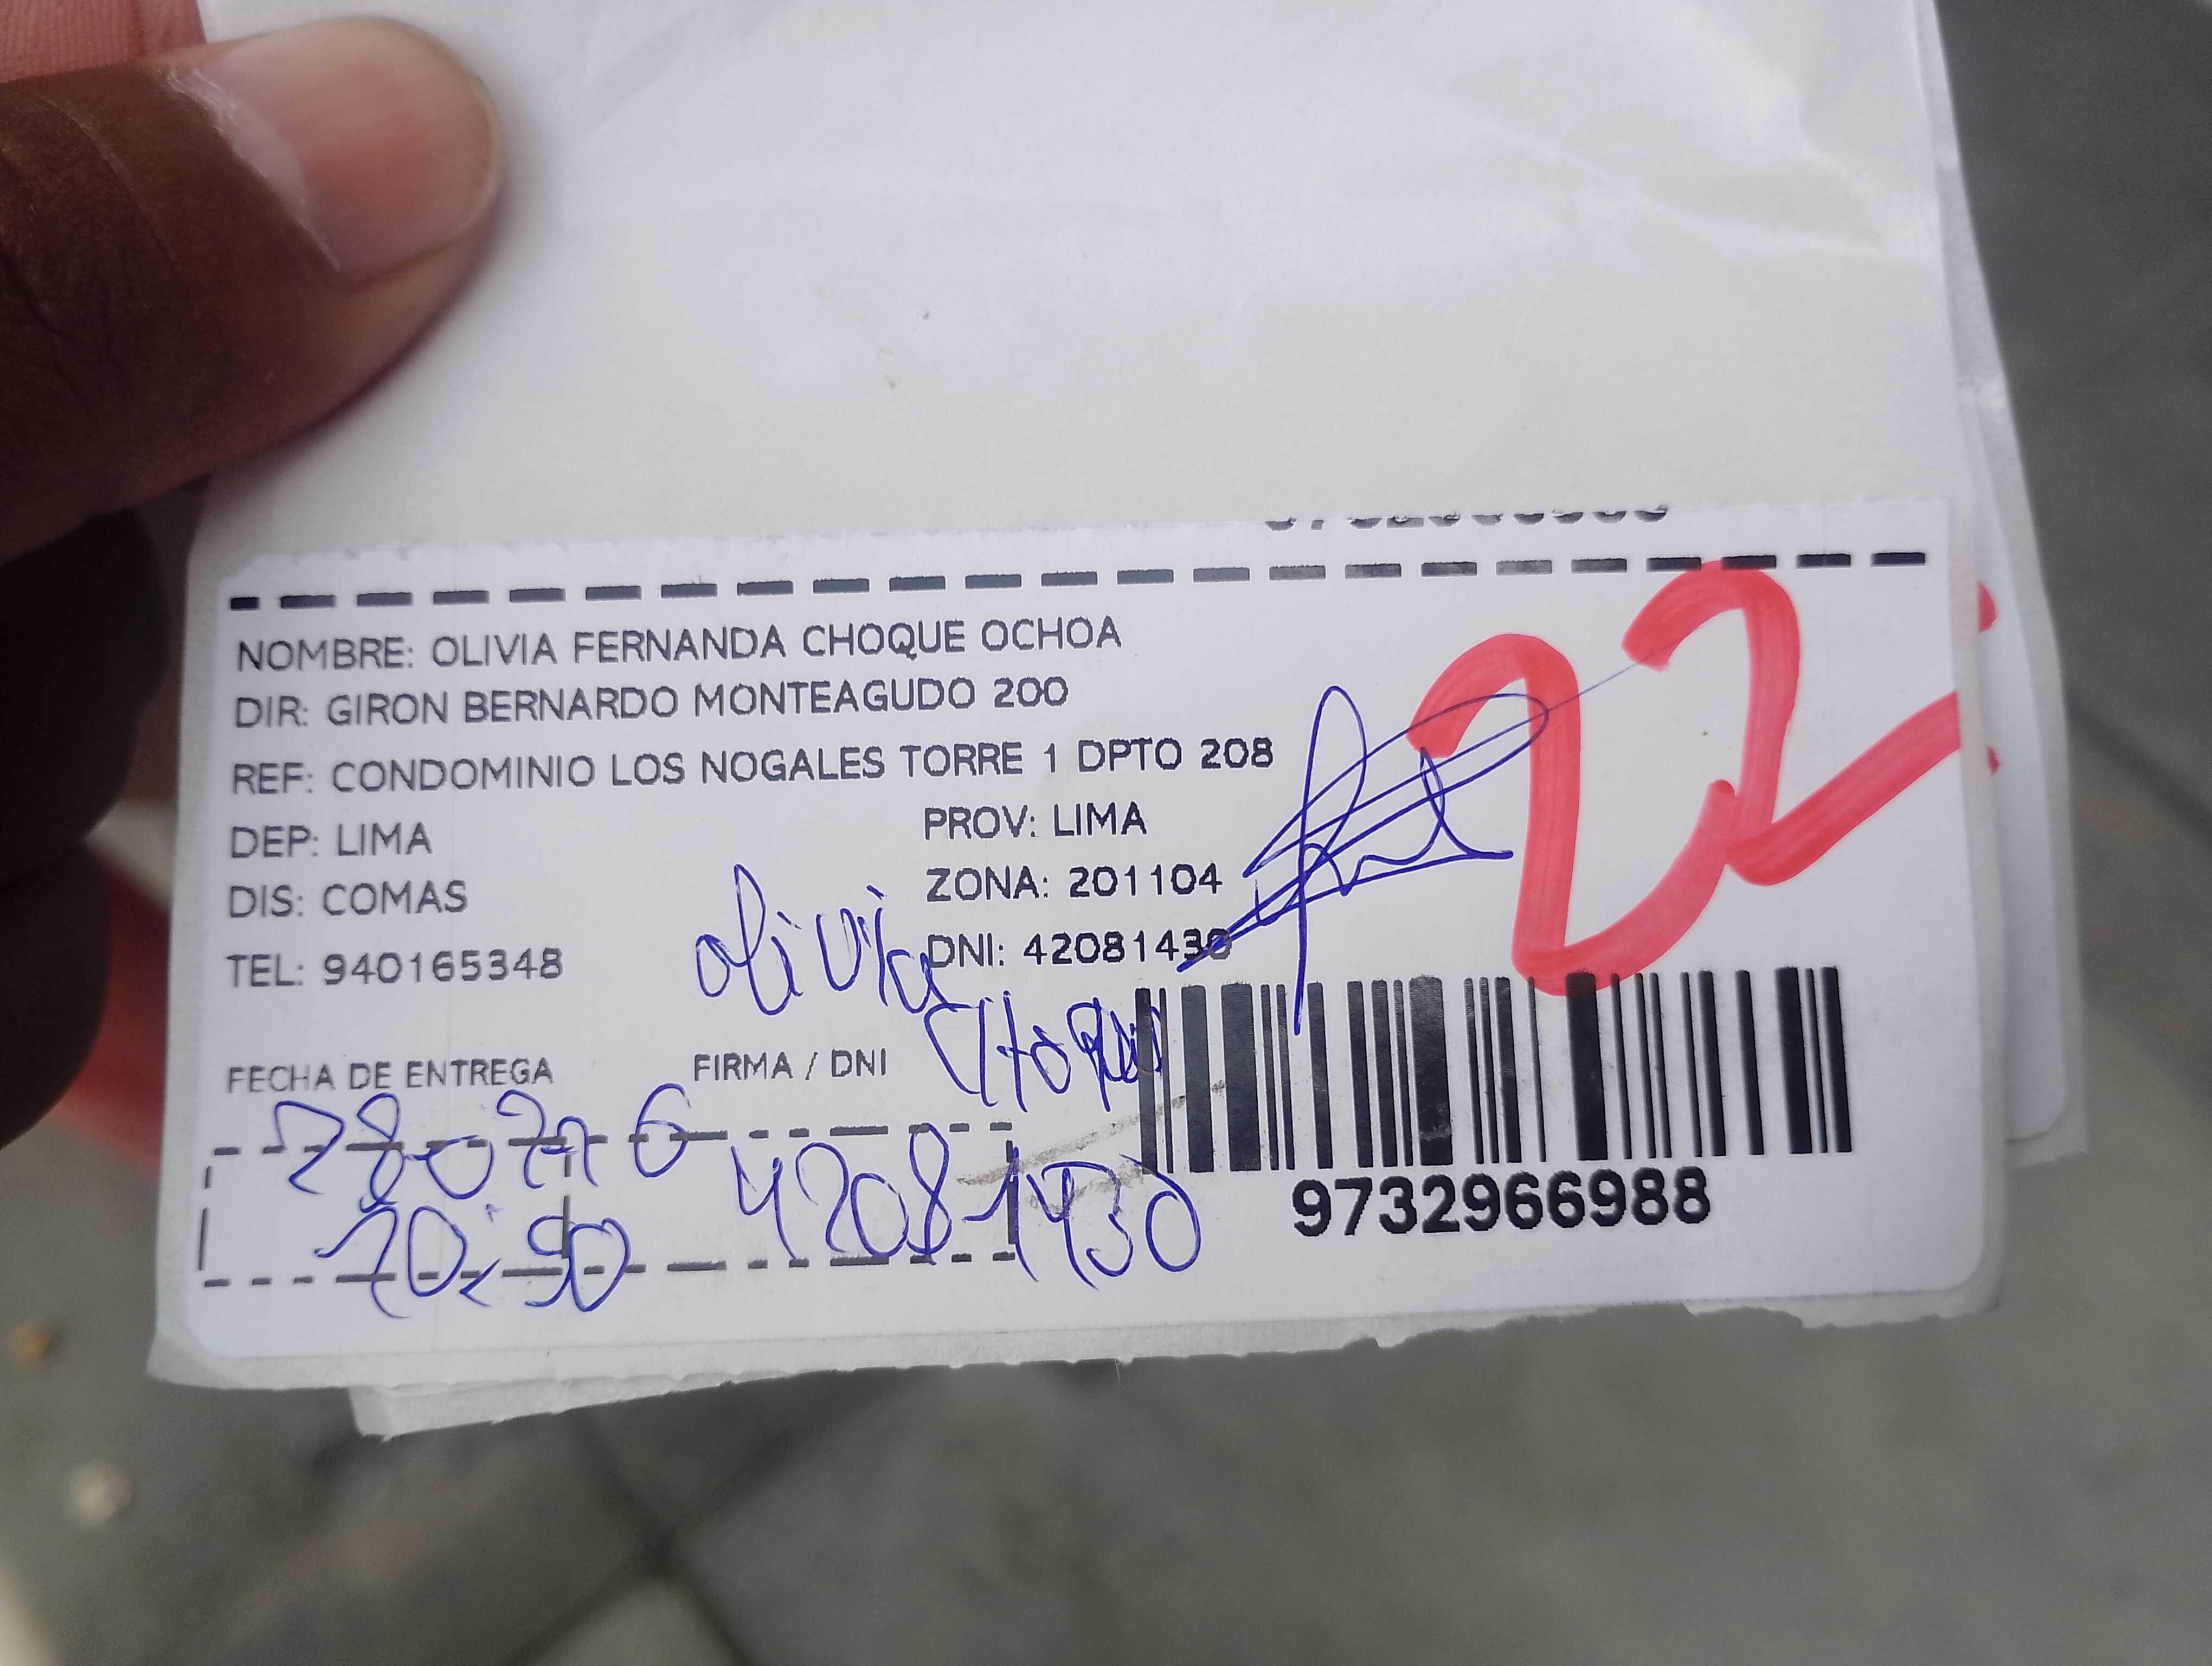 NOMBRE: OLIVIA FERNANDA CHOQUE OCHOA
DIR: GIRON BERNARDO MONTEAGUDO 200
REF: CONDOMINIO LOS NOGALES TORRE 1 DPTO 208
DEP: LIMA
PROV: LIMA
DIS: COMAS
ZONA: 201104
TEL: 940165348
DNI: 42081430
22
olivia
FECHA DE ENTREGA
FIRMA / DNI
42081430
9732966988